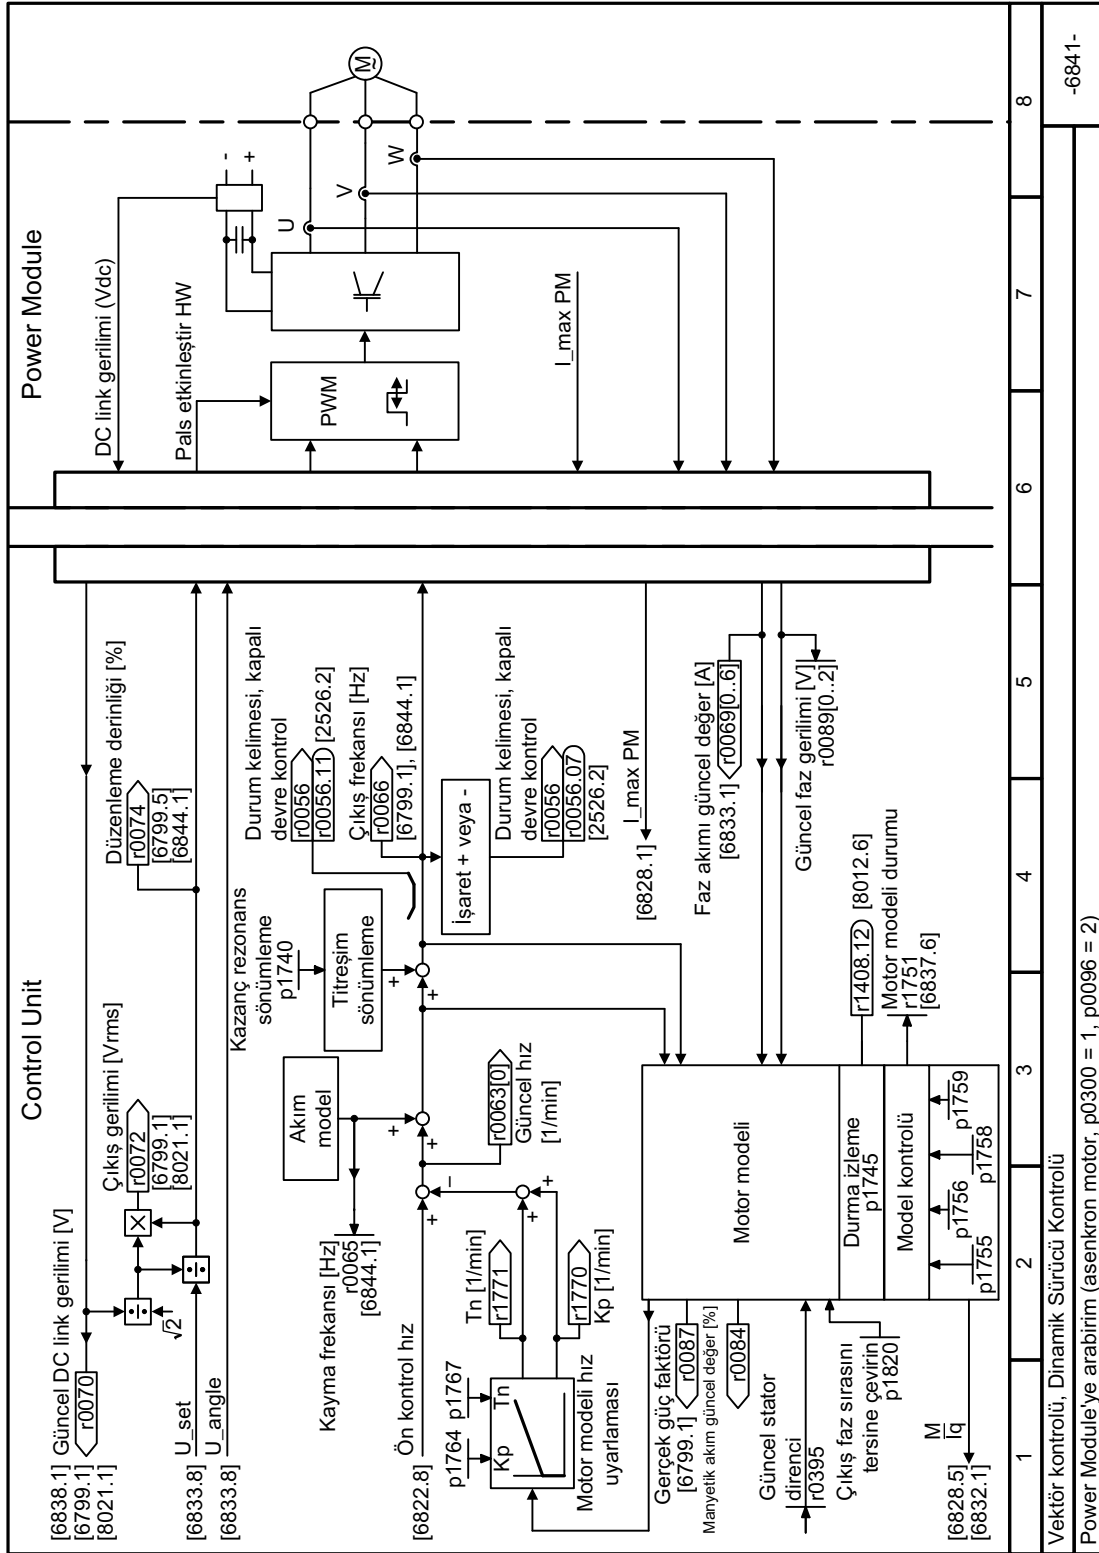 Control Unit
Power Module
[6838.1] Güncel DC link gerilimi [V]
[6799.1]
[8021.1]
r0070
√2
Çıkış gerilimi [Vrms]
r0072
[6799.1]
[8021.1]
Düzenleme derinliği [%]
r0074
[6799.5]
[6844.1]
[6833.8]
U_set
[6833.8]
U_angle
DC link gerilimi (Vdc)
Pals etkinleştir HW
PWM
- +
U
V
W
M
~
Kazanç rezonans
sönümleme
p1740
Titreşim
sönümleme
Akım
model
Kayma frekansı [Hz]
r0065
[6844.1]
Durum kelimesi, kapalı
devre kontrol
r0056
r0056.11
[2526.2]
Çıkış frekansı [Hz]
r0066
[6799.1], [6844.1]
İşaret + veya -
Durum kelimesi, kapalı
devre kontrol
r0056
r0056.07
[2526.2]
Ön kontrol hız
[6822.8]
+
−
+
+
+
+
+
+
r0063[0]
Güncel hız
[1/min]
p1764
p1767
Kp
Tn
Motor modeli hız
uyarlaması
Tn [1/min]
r1771
r1770
Kp [1/min]
I_max PM
I_max PM
[6828.1]
Faz akımı güncel değer [A]
[6833.1]
r0069[0..6]
Güncel faz gerilimi [V]
r0089[0..2]
Gerçek güç faktörü
[6799.1]
r0087
Manyetik akım güncel değer [%]
r0084
Motor modeli
Durma izleme
p1745
Model kontrolü
p1755
p1756
p1758
p1759
r1408.12
[8012.6]
Motor modeli durumu
r1751
[6837.6]
Güncel stator
direnci
r0395
Çıkış faz sırasını
tersine çevirin
p1820
M
Iq
[6828.5]
[6832.1]
1 2 3 4 5 6 7 8
Vektör kontrolü, Dinamik Sürücü Kontrolü
Power Module'ye arabirim (asenkron motor, p0300 = 1, p0096 = 2)
-6841-